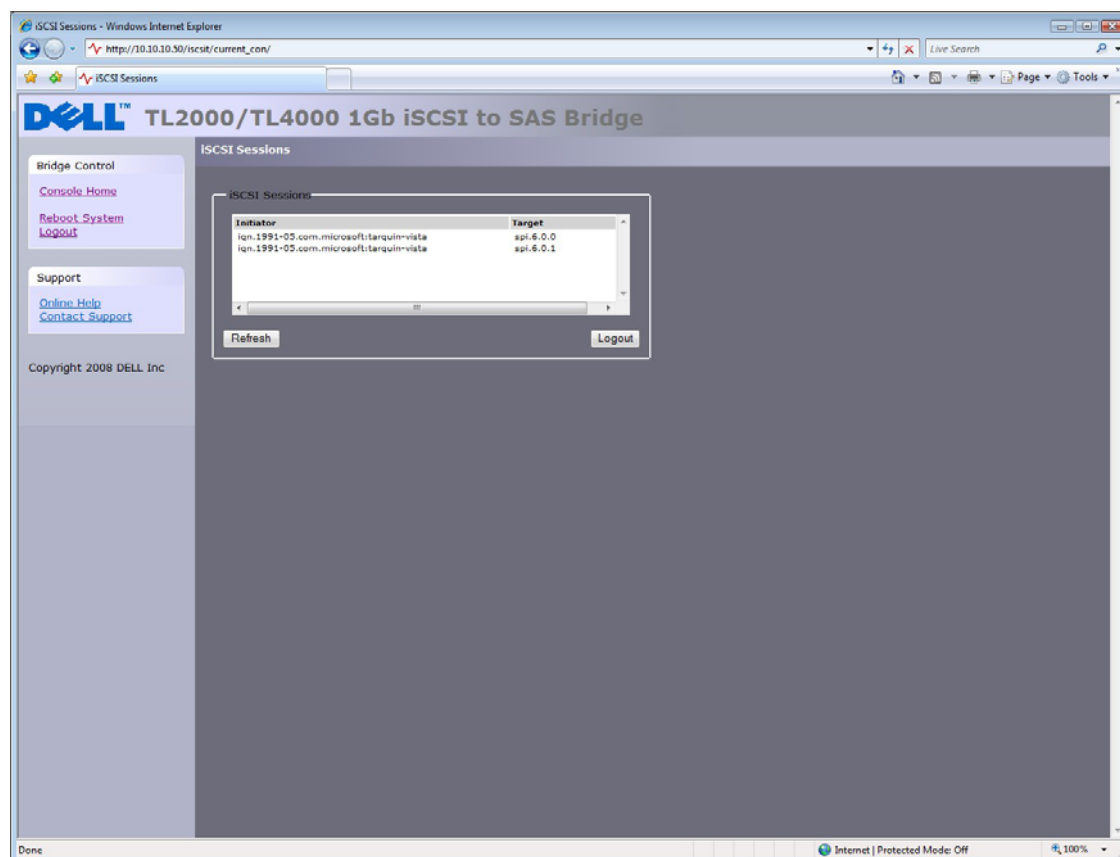 iSCSI Sessions - Windows Internet Explorer
http://10.10.10.50/iscsit/current_con/
Live Search
iSCSI Sessions
Page
Tools
DELL™ TL2000/TL4000 1Gb iSCSI to SAS Bridge
iSCSI Sessions
Bridge Control
Console Home
Reboot System
Logout
Support
Online Help
Contact Support
Copyright 2008 DELL Inc
iSCSI Sessions
Initiator Target
iqn.1991-05.com.microsoft:tarquin-vista spi.6.0.0
iqn.1991-05.com.microsoft:tarquin-vista spi.6.0.1
Refresh Logout
Done
Internet | Protected Mode: Off
100%